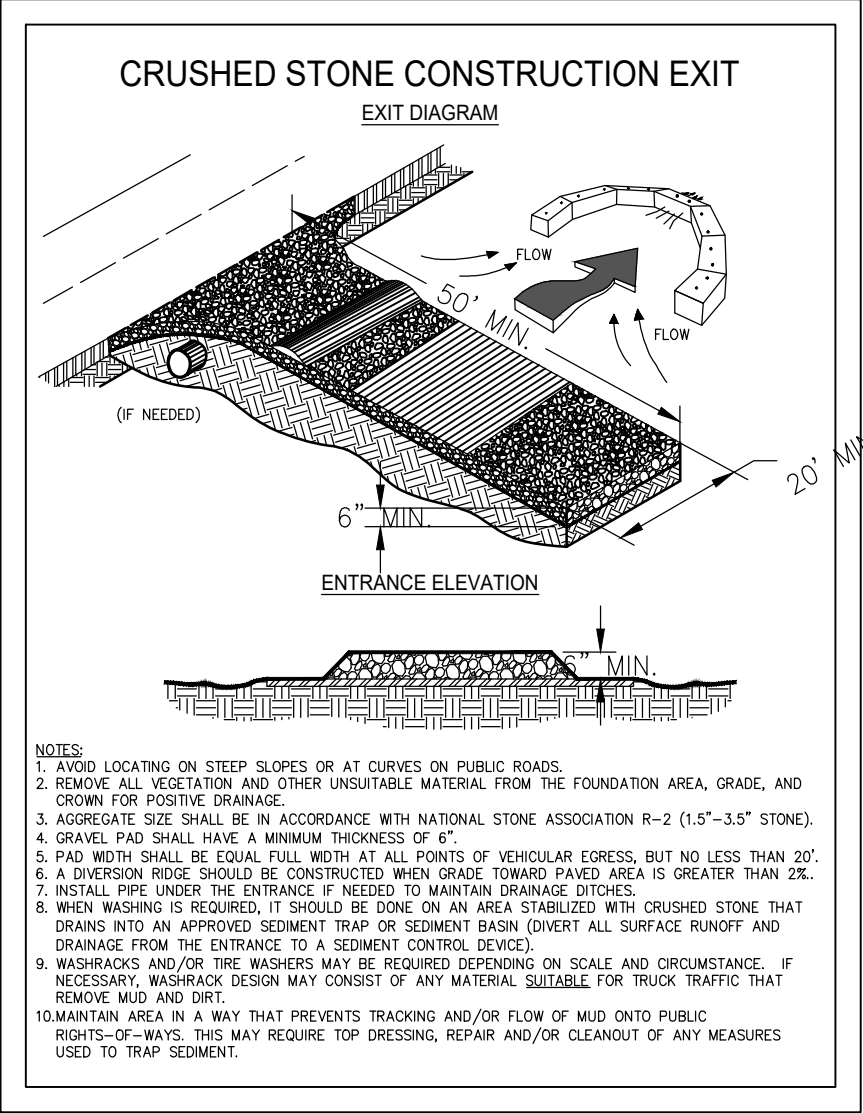 CRUSHED STONE CONSTRUCTION EXIT
EXIT DIAGRAM
FLOW
50' MIN.
FLOW
(IF NEEDED)
20' MIN
6" MIN.
ENTRANCE ELEVATION
6" MIN.
NOTES:
1. AVOID LOCATING ON STEEP SLOPES OR AT CURVES ON PUBLIC ROADS.
2. REMOVE ALL VEGETATION AND OTHER UNSUITABLE MATERIAL FROM THE FOUNDATION AREA, GRADE, AND
CROWN FOR POSITIVE DRAINAGE.
3. AGGREGATE SIZE SHALL BE IN ACCORDANCE WITH NATIONAL STONE ASSOCIATION R-2 (1.5"-3.5" STONE).
4. GRAVEL PAD SHALL HAVE A MINIMUM THICKNESS OF 6".
5. PAD WIDTH SHALL BE EQUAL FULL WIDTH AT ALL POINTS OF VEHICULAR EGRESS, BUT NO LESS THAN 20'.
6. A DIVERSION RIDGE SHOULD BE CONSTRUCTED WHEN GRADE TOWARD PAVED AREA IS GREATER THAN 2%..
7. INSTALL PIPE UNDER THE ENTRANCE IF NEEDED TO MAINTAIN DRAINAGE DITCHES.
8. WHEN WASHING IS REQUIRED, IT SHOULD BE DONE ON AN AREA STABILIZED WITH CRUSHED STONE THAT
DRAINS INTO AN APPROVED SEDIMENT TRAP OR SEDIMENT BASIN (DIVERT ALL SURFACE RUNOFF AND
DRAINAGE FROM THE ENTRANCE TO A SEDIMENT CONTROL DEVICE).
9. WASHRACKS AND/OR TIRE WASHERS MAY BE REQUIRED DEPENDING ON SCALE AND CIRCUMSTANCE. IF
NECESSARY, WASHRACK DESIGN MAY CONSIST OF ANY MATERIAL SUITABLE FOR TRUCK TRAFFIC THAT
REMOVE MUD AND DIRT.
10.MAINTAIN AREA IN A WAY THAT PREVENTS TRACKING AND/OR FLOW OF MUD ONTO PUBLIC
RIGHTS-OF-WAYS. THIS MAY REQUIRE TOP DRESSING, REPAIR AND/OR CLEANOUT OF ANY MEASURES
USED TO TRAP SEDIMENT.